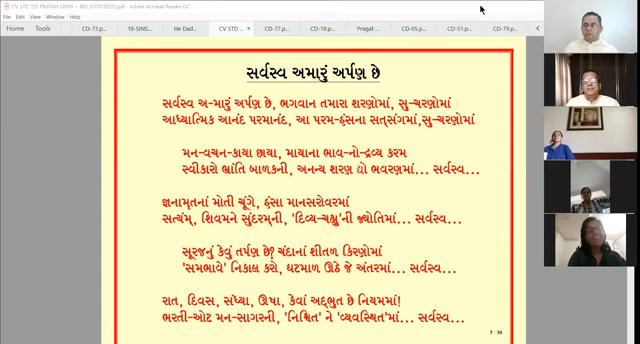 CV STD JEE PRATAH VIDHI - BIG [07072021].pdf - Adobe Acrobat Reader DC
File Edit View Window Help
Home Tools CD-73.p... 18-SINS... He Dad... CV STD ... × CD-77.p... CD-18.p... Pragat ... CD-05.p... CD-51.p... CD-79.p...
સર્વસ્વ અમારું અર્પણ છે
સર્વસ્વ અ-મારું અર્પણ છે, ભગવાન તમારા શરણોમાં, સુ-ચરણોમાં
આધ્યાત્મિક આનંદ પરમાનંદ, આ પરમ-હંસના સત્સંગમાં,સુ-ચરણોમાં
મન-વચન-કાયા છાયા, માયાના ભાવ-નો-દ્રવ્ય કરમ
સ્વીકારો ભ્રાંતિ બાળકની, અનન્ય શરણ દ્યો ભવરણમાં... સર્વસ્વ...
જ્ઞનામૃતનાં મોતી ચૂંગે, હંસા માનસરોવરમાં
સત્યમ્, શિવમને સુંદરમ્‌ની, 'દિવ્ય-ચક્ષુ'ની જ્યોતિમાં ... સર્વસ્વ...
સૂરજનું કેવું તર્પણ છે? ચંદાનાં શીતળ કિરણોમાં
'સમભાવે' નિકાલ કરો, ઘટમાળ ઊઠે જે અંતરમાં... સર્વસ્વ...
રાત, દિવસ, સંધ્યા, ઊષા, કેવાં અદ્‌ભુત છે નિયમમાં!
ભરતી-ઓટ મન-સાગરની, 'નિશ્ચિત' ને 'વ્યવસ્થિત'માં... સર્વસ્વ...